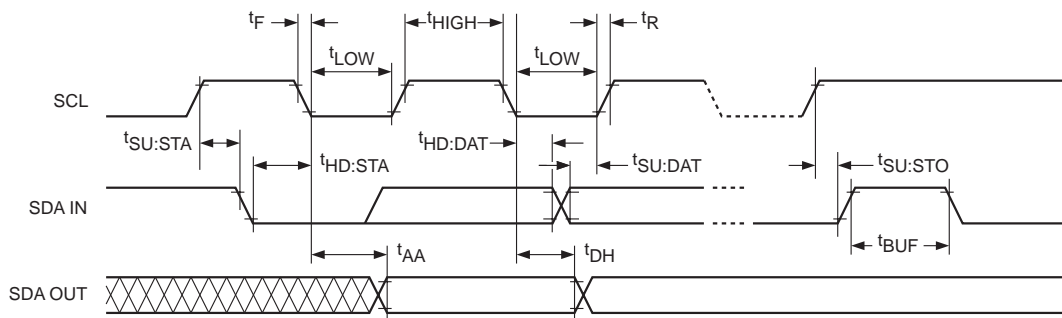 tF
tHIGH
tR
tLOW
tLOW
SCL
tSU:STA
tHD:DAT
tHD:STA
tSU:DAT
tSU:STO
SDA IN
tBUF
tAA
tDH
SDA OUT